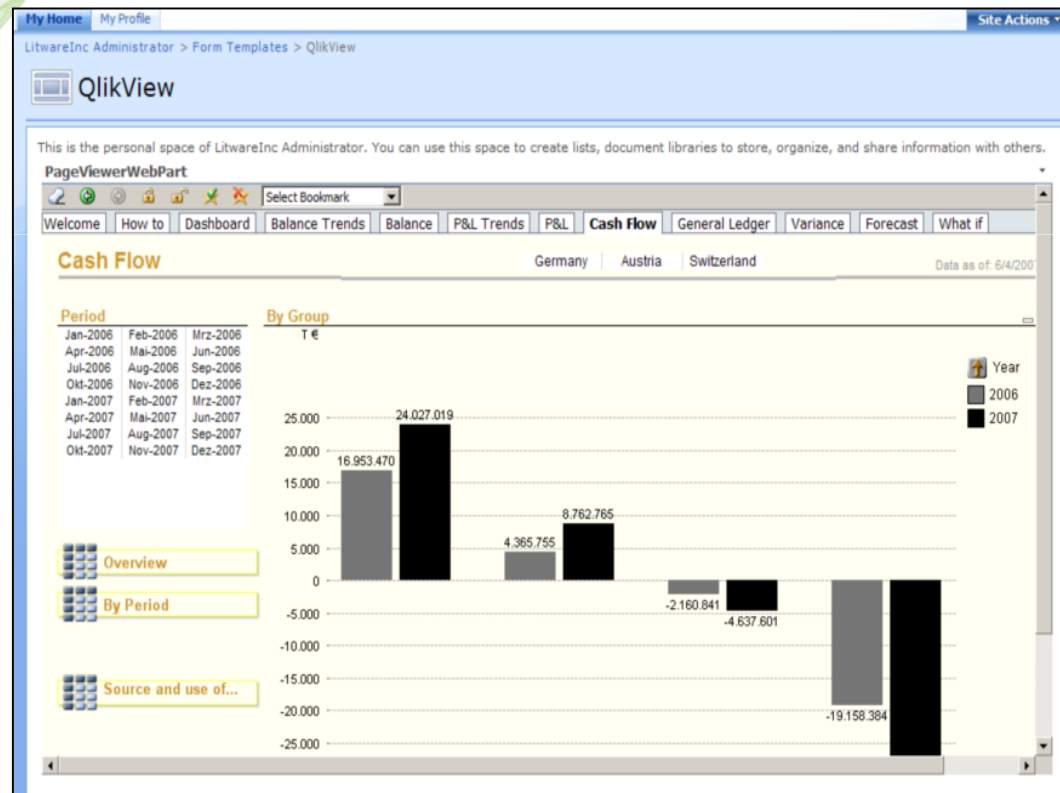 My Home My Profile Site Actions
LitwareInc Administrator > Form Templates > QlikView
QlikView
This is the personal space of LitwareInc Administrator. You can use this space to create lists, document libraries to store, organize, and share information with others.
PageViewerWebPart
Select Bookmark
Welcome How to Dashboard Balance Trends Balance P&L Trends P&L Cash Flow General Ledger Variance Forecast What if
Cash Flow Germany Austria Switzerland Data as of: 6/4/200
Period
Jan-2006 Feb-2006 Mrz-2006
Apr-2006 Mai-2006 Jun-2006
Jul-2006 Aug-2006 Sep-2006
Okt-2006 Nov-2006 Dez-2006
Jan-2007 Feb-2007 Mrz-2007
Apr-2007 Mai-2007 Jun-2007
Jul-2007 Aug-2007 Sep-2007
Okt-2007 Nov-2007 Dez-2007
Overview
By Period
Source and use of...
By Group
T €
Year
2006
2007
25.000
20.000
15.000
10.000
5.000
0
-5.000
-10.000
-15.000
-20.000
-25.000
16.953.470
24.027.019
4.365.755
8.762.765
-2.160.841
-4.637.601
-19.158.384